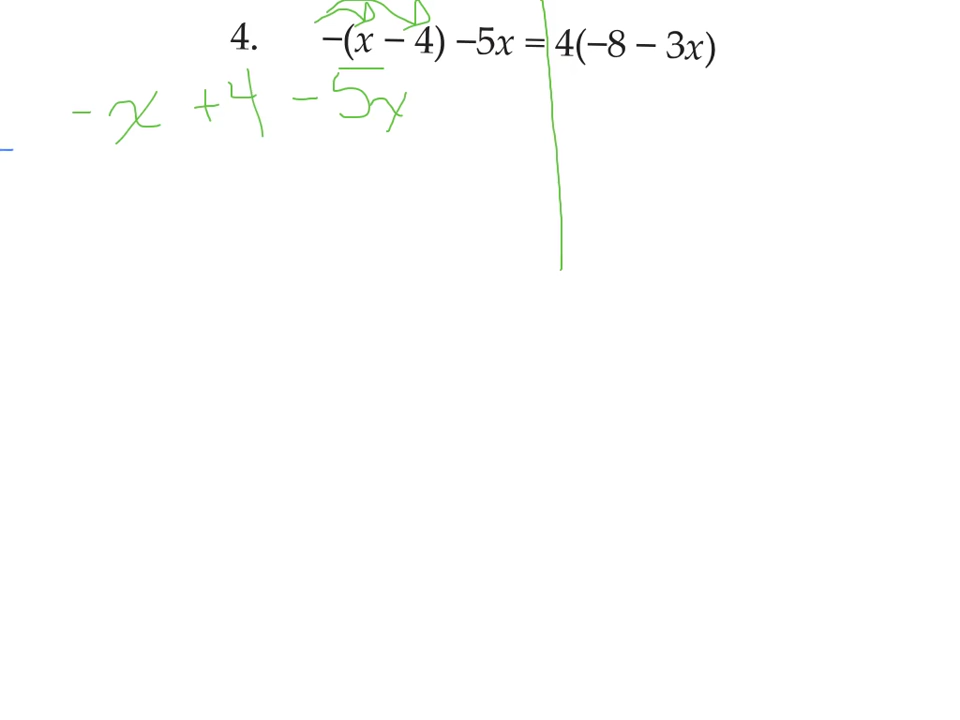 4. −(x − 4) −5x = 4(−8 − 3x)
- x + 4 - 5x